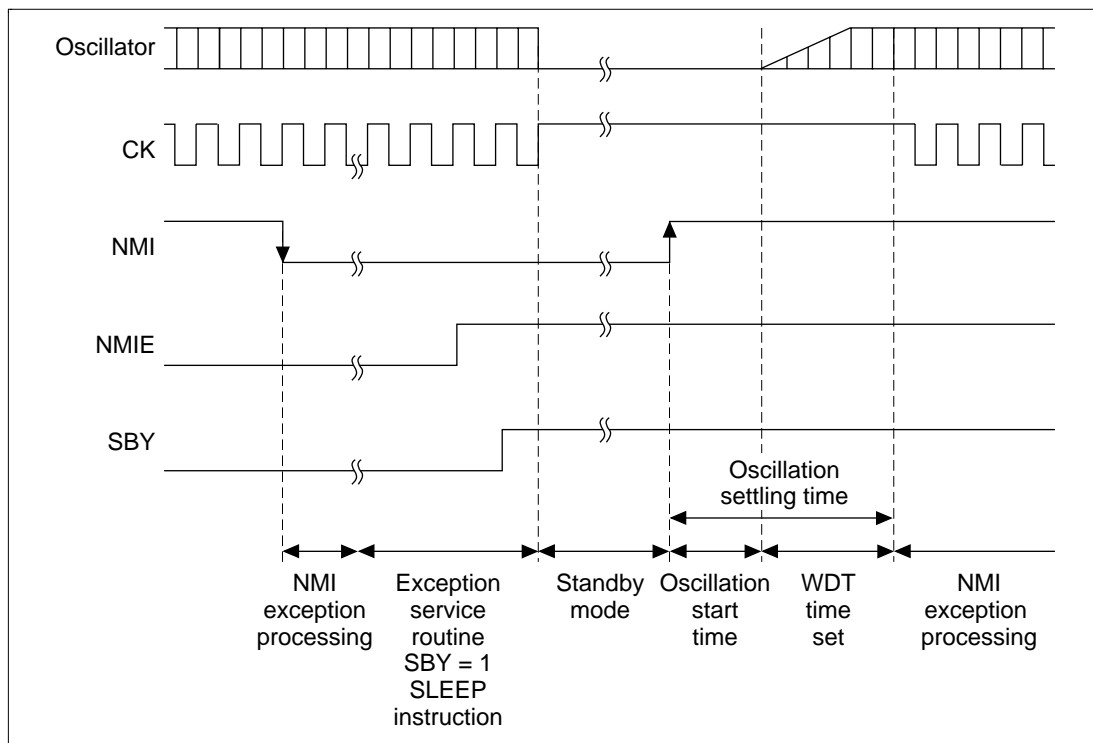 Oscillator
CK
NMI
NMIE
SBY
Oscillation
settling time
NMI
exception
processing
Exception
service
routine
SBY = 1
SLEEP
instruction
Standby
mode
Oscillation
start
time
WDT
time
set
NMI
exception
processing